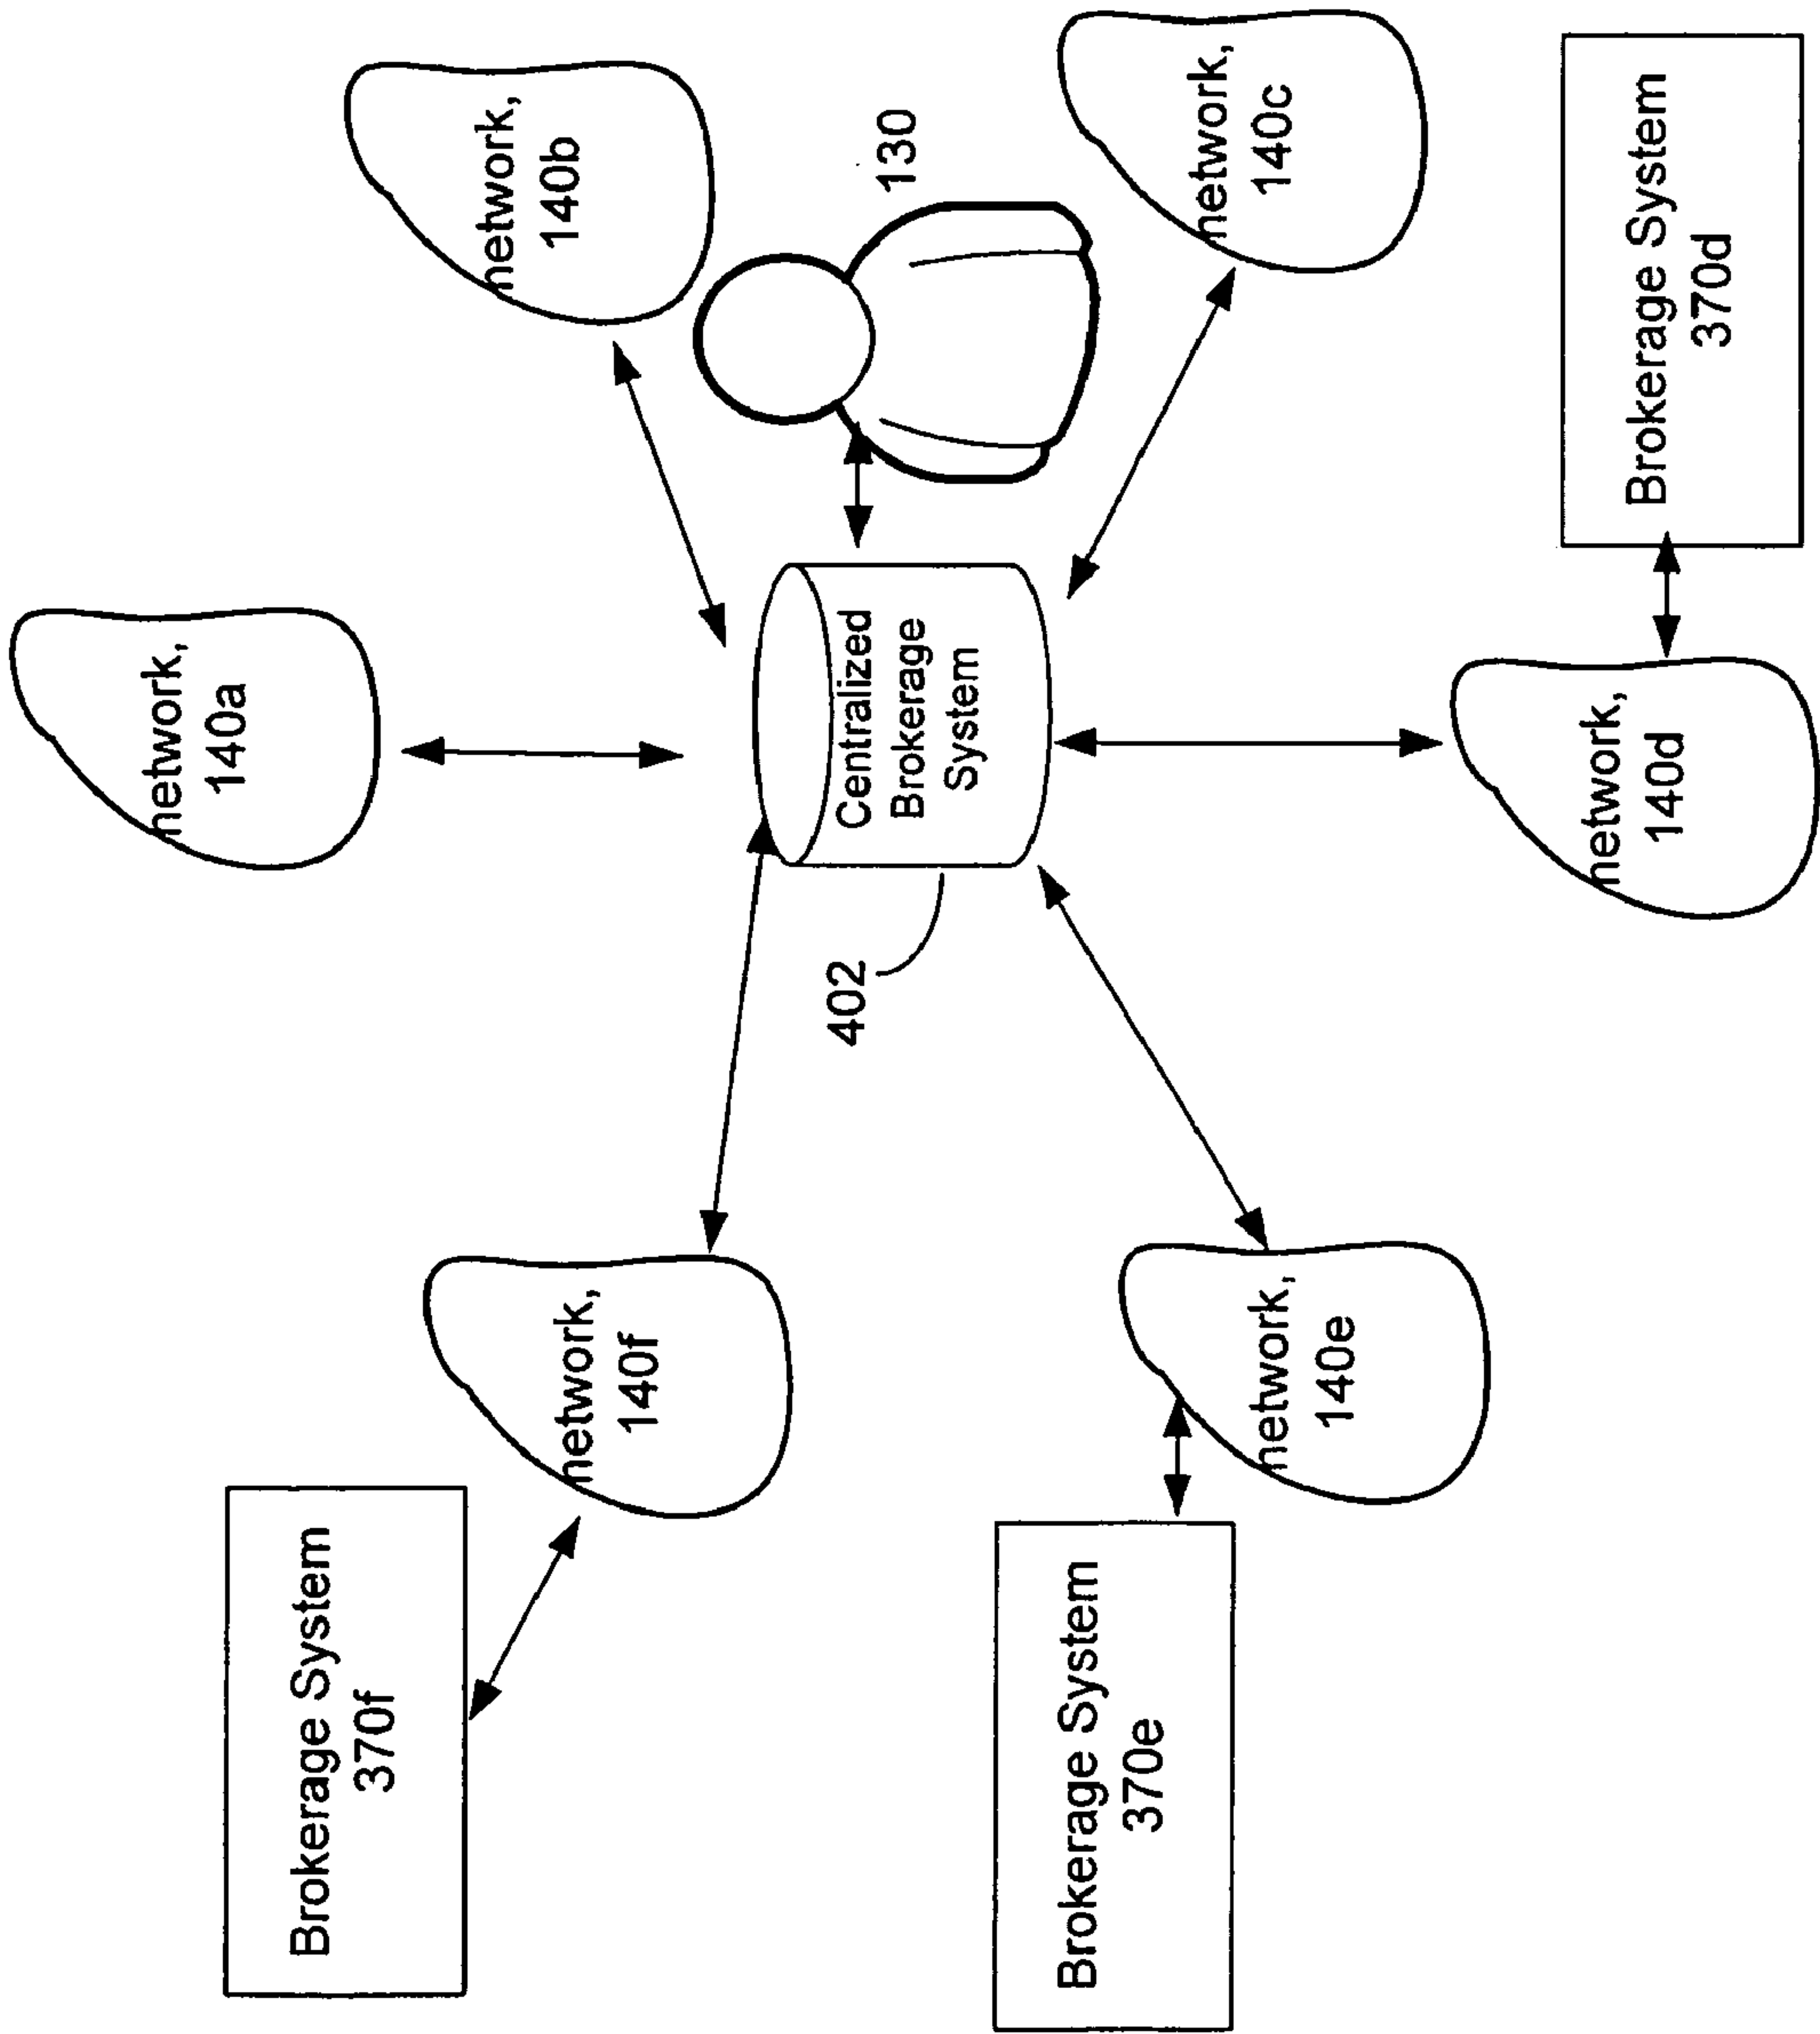 network,
140a
Brokerage System
370f
network,
140b
network,
140f
402
Centralized
Brokerage
System
130
Brokerage System
370e
network,
140c
network,
140e
network,
140d
Brokerage System
370d